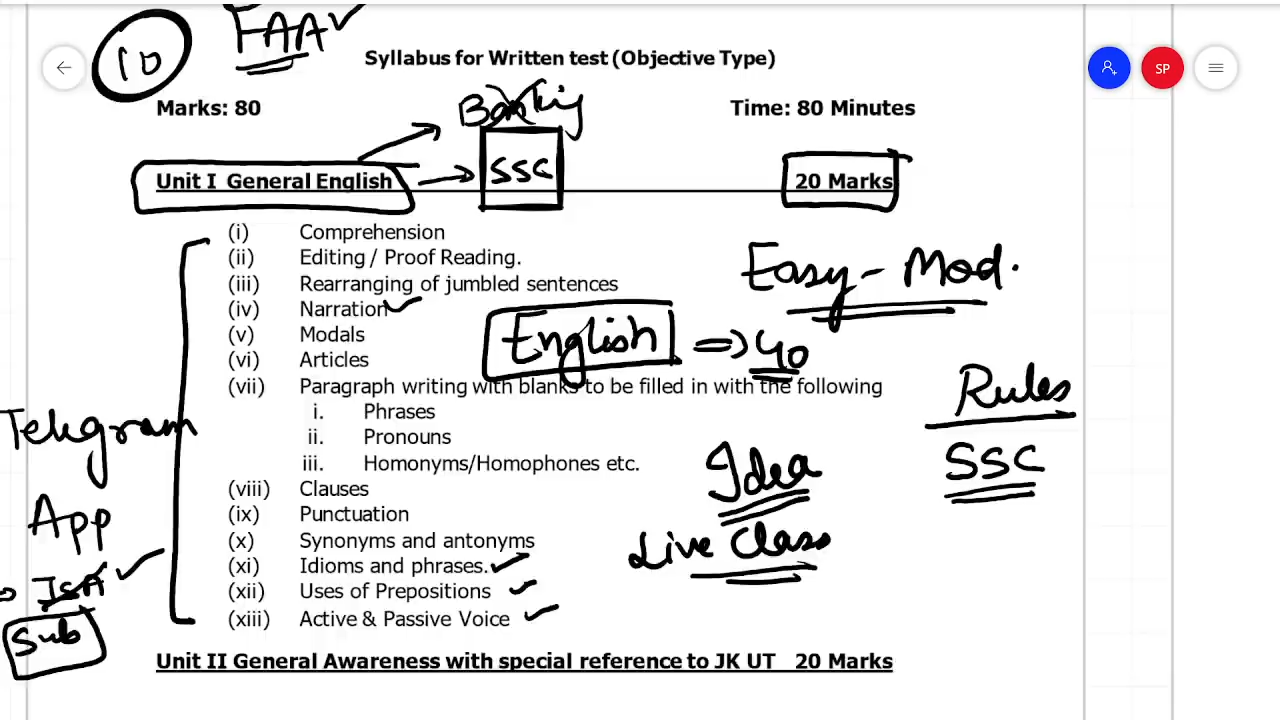 10 FAA
Syllabus for Written test (Objective Type)
Marks: 80 Time: 80 Minutes
Banking
Unit I General English SSC 20 Marks
(i) Comprehension
(ii) Editing / Proof Reading.
(iii) Rearranging of jumbled sentences
Easy - Mod.
(iv) Narration
(v) Modals
English ⇒ 40
(vi) Articles
(vii) Paragraph writing with blanks to be filled in with the following
Rules
i. Phrases
ii. Pronouns
Telegram
iii. Homonyms/Homophones etc.
Idea SSC
(viii) Clauses
(ix) Punctuation
App
(x) Synonyms and antonyms
Live Class
(xi) Idioms and phrases.
(xii) Uses of Prepositions
(xiii) Active & Passive Voice
Sub
Unit II General Awareness with special reference to JK UT 20 Marks
SP